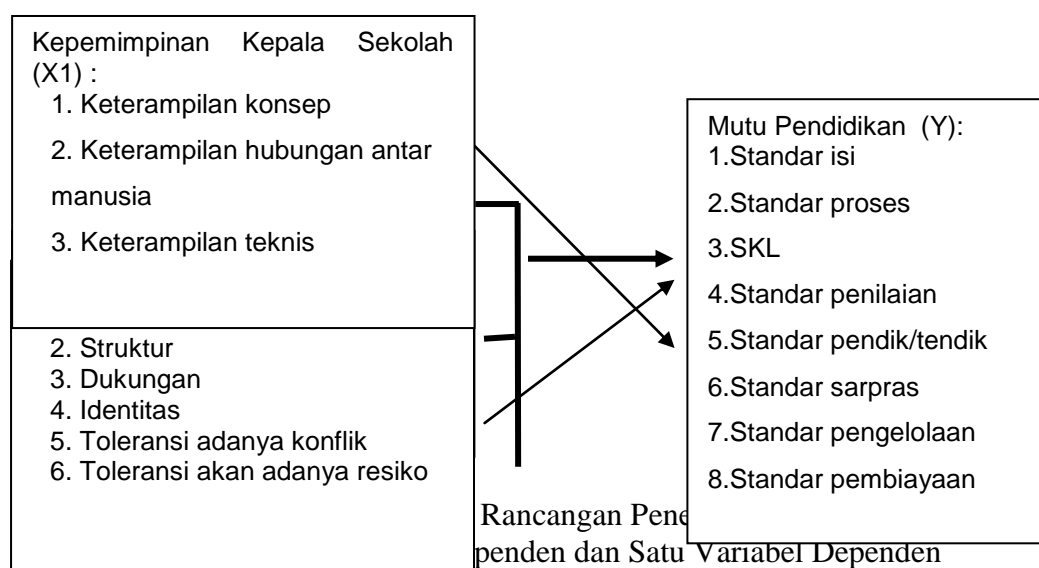 Kepemimpinan Kepala Sekolah
(X1) :
1. Keterampilan konsep
2. Keterampilan hubungan antar
manusia
3. Keterampilan teknis
2. Struktur
3. Dukungan
4. Identitas
5. Toleransi adanya konflik
6. Toleransi akan adanya resiko
Mutu Pendidikan (Y):
1.Standar isi
2.Standar proses
3.SKL
4.Standar penilaian
5.Standar pendik/tendik
6.Standar sarpras
7.Standar pengelolaan
8.Standar pembiayaan
Rancangan
dan Satu Variabel Dependen